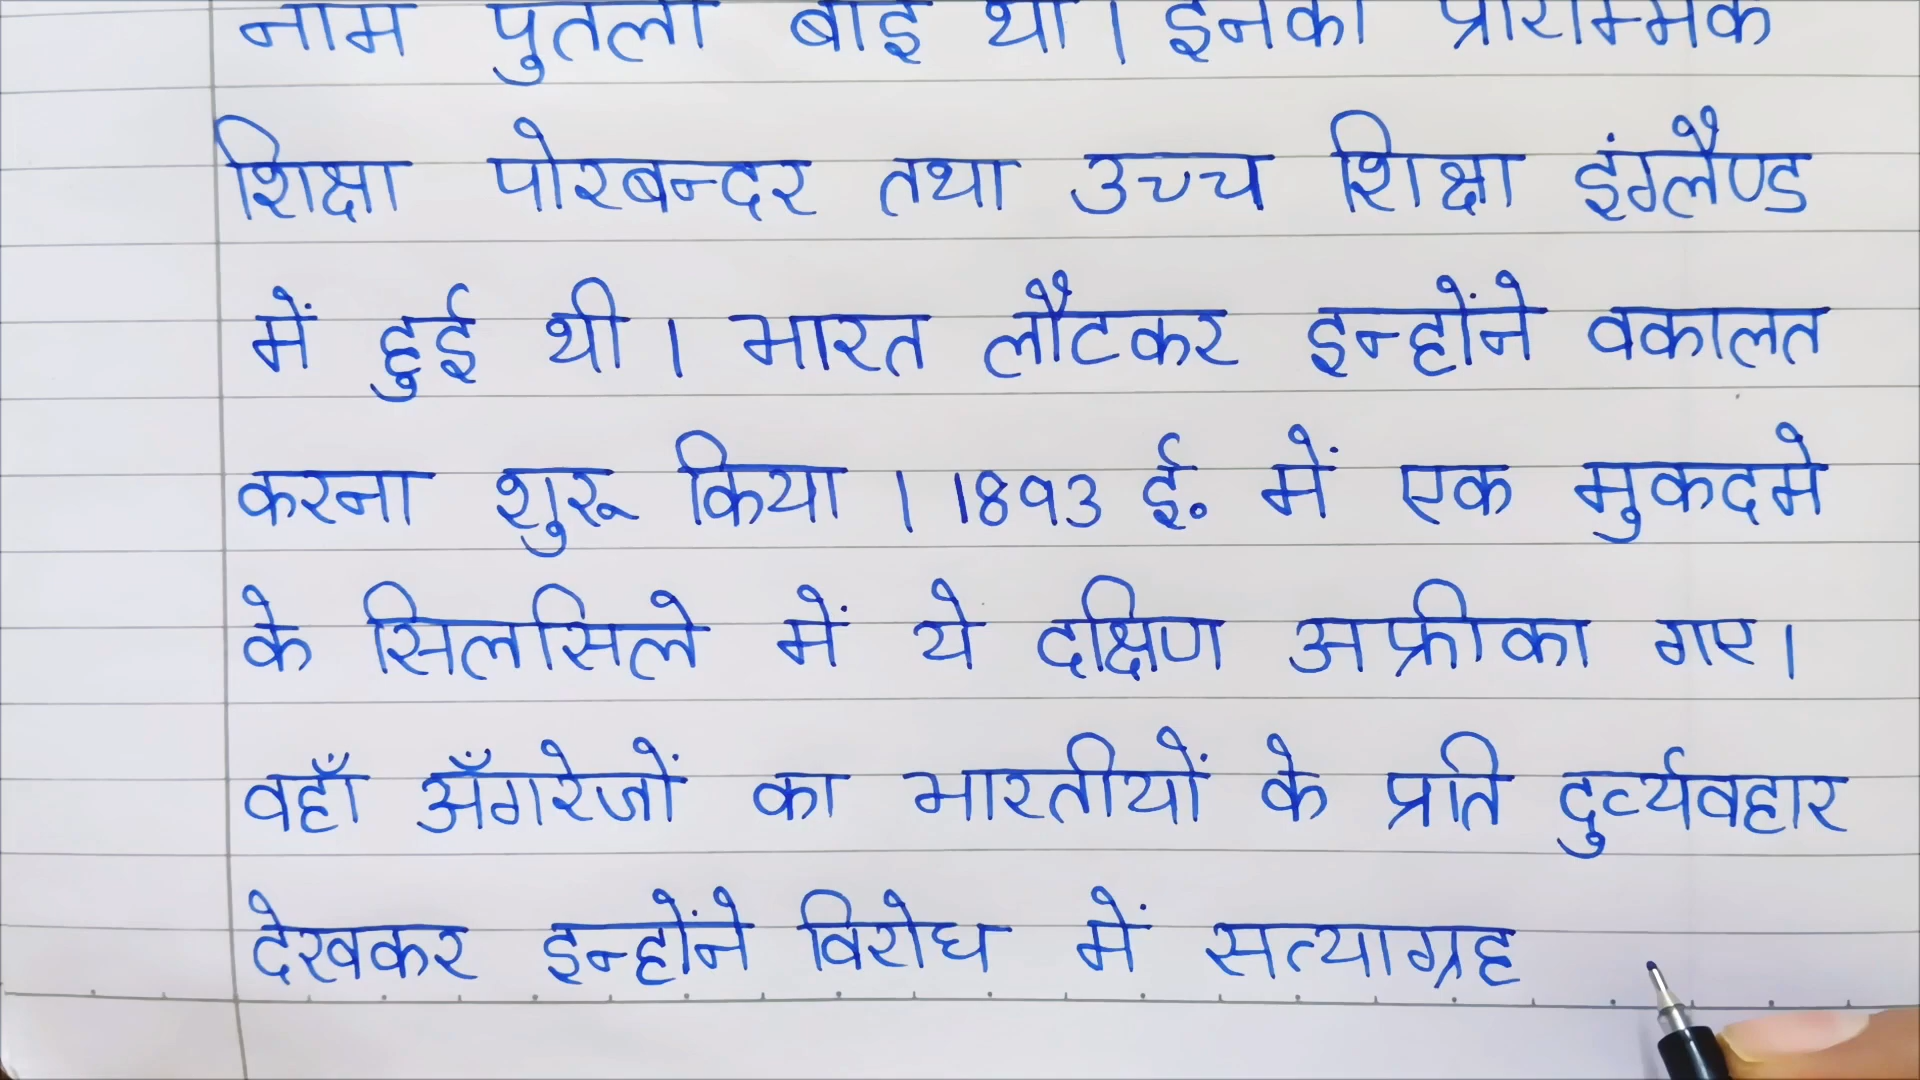 नाम पुतली बाई था। इनकी प्रारम्भिक
शिक्षा पोरबन्दर तथा उच्च शिक्षा इंग्लैण्ड
में हुई थी। भारत लौटकर इन्होंने वकालत
करना शुरू किया। 1893 ई॰ में एक मुकदमे
के सिलसिले में ये दक्षिण अफ्रीका गए।
वहाँ अँगरेजों का भारतीयों के प्रति दुर्व्यवहार
देखकर इन्होंने विरोध में सत्याग्रह